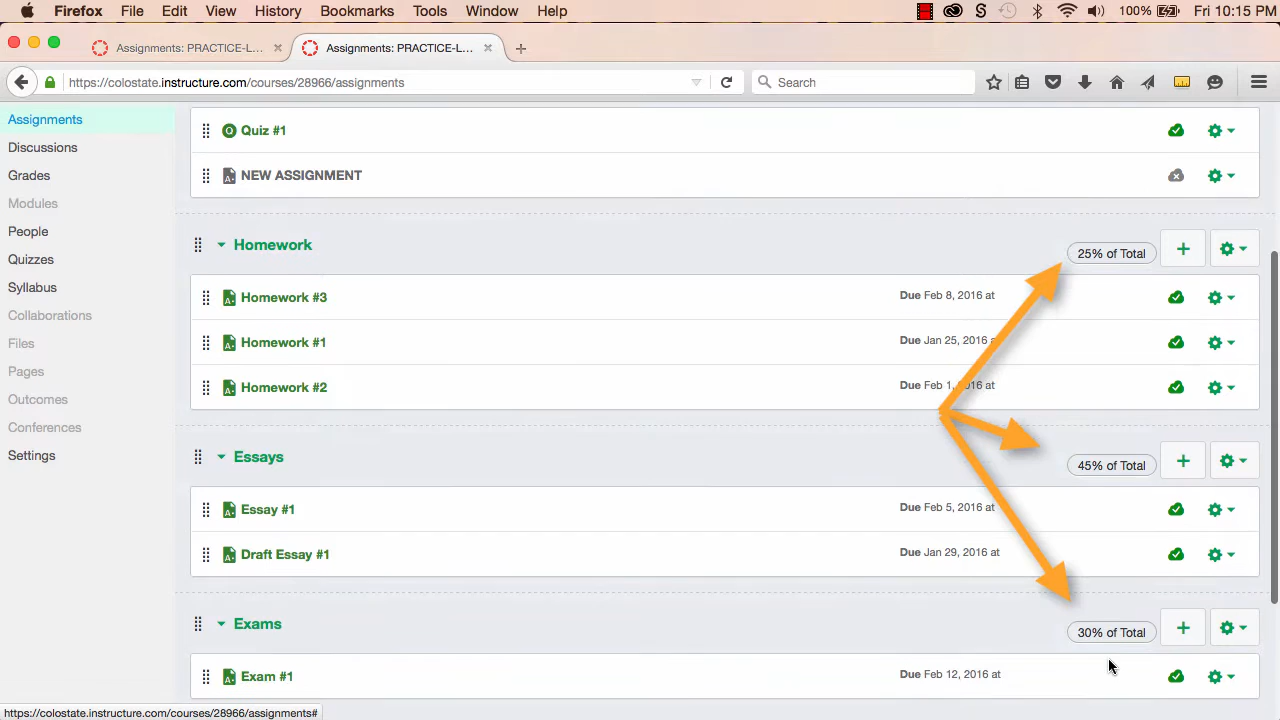 Firefox File Edit View History Bookmarks Tools Window Help 100% Fri 10:15 PM
Assignments: PRACTICE-L... Assignments: PRACTICE-L...
https://colostate.instructure.com/courses/28966/assignments Search
Assignments
Discussions
Grades
Modules
People
Quizzes
Syllabus
Collaborations
Files
Pages
Outcomes
Conferences
Settings
Quiz #1
NEW ASSIGNMENT
Homework 25% of Total
Homework #3 Due Feb 8, 2016 at
Homework #1 Due Jan 25, 2016 a
Homework #2 Due Feb 1, 2016 at
Essays 45% of Total
Essay #1 Due Feb 5, 2016 at
Draft Essay #1 Due Jan 29, 2016 at
Exams 30% of Total
Exam #1 Due Feb 12, 2016 at
https://colostate.instructure.com/courses/28966/assignments#